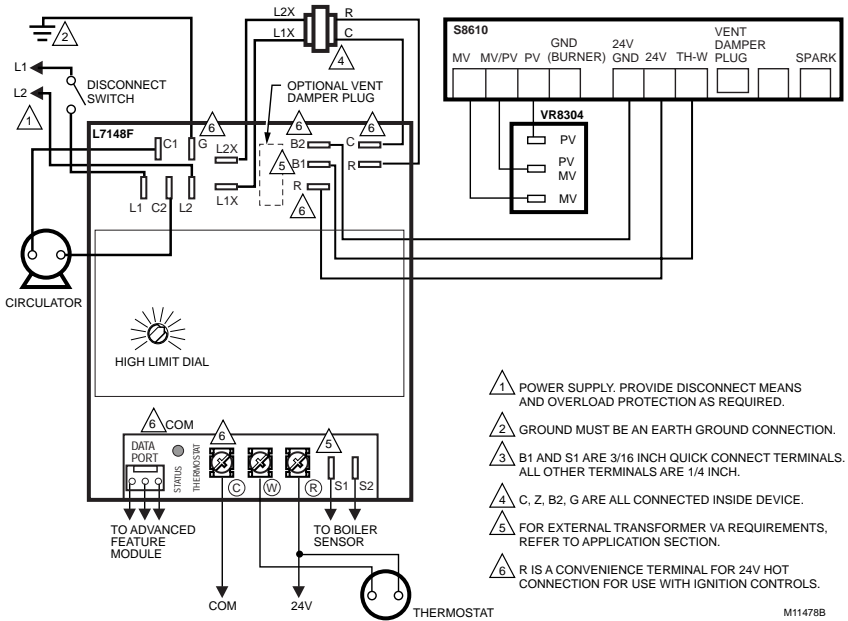 L2X
R
L1X
C
2
4
L1
L2
1
DISCONNECT
SWITCH
OPTIONAL VENT
DAMPER PLUG
S8610
MV
MV/PV
PV
GND
(BURNER)
24V
GND
24V
TH-W
VENT
DAMPER
PLUG
SPARK
VR8304
PV
PV
MV
MV
L7148F
6
6
6
C1
G
L2X
B2
C
5
B1
R
L1X
R
6
L1
C2
L2
CIRCULATOR
HIGH LIMIT DIAL
6
COM
6
5
DATA
PORT
STATUS
THERMOSTAT
C
W
R
S1
S2
TO ADVANCED
FEATURE
MODULE
TO BOILER
SENSOR
COM
24V
THERMOSTAT
1 POWER SUPPLY. PROVIDE DISCONNECT MEANS
AND OVERLOAD PROTECTION AS REQUIRED.
2 GROUND MUST BE AN EARTH GROUND CONNECTION.
3 B1 AND S1 ARE 3/16 INCH QUICK CONNECT TERMINALS.
ALL OTHER TERMINALS ARE 1/4 INCH.
4 C, Z, B2, G ARE ALL CONNECTED INSIDE DEVICE.
5 FOR EXTERNAL TRANSFORMER VA REQUIREMENTS,
REFER TO APPLICATION SECTION.
6 R IS A CONVENIENCE TERMINAL FOR 24V HOT
CONNECTION FOR USE WITH IGNITION CONTROLS.
M11478B